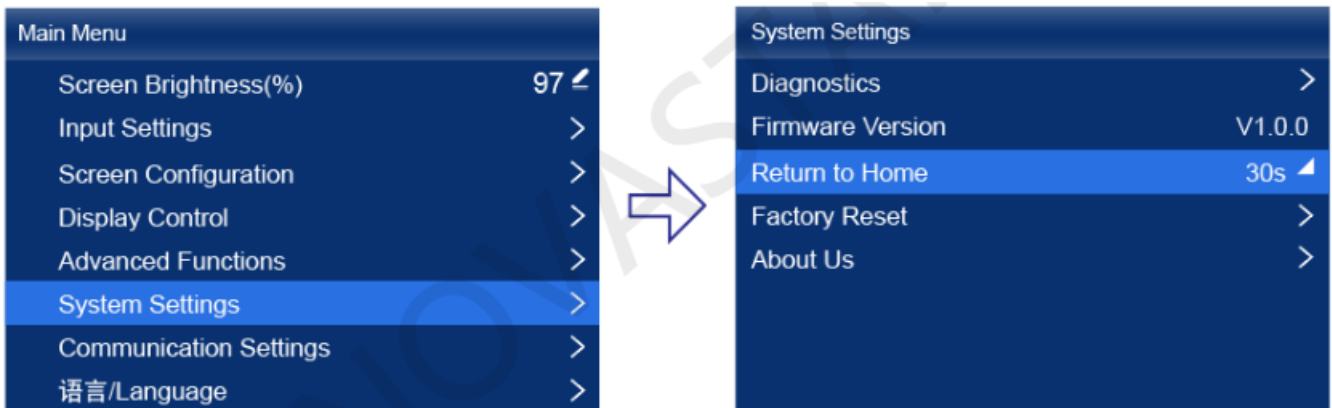 Main Menu
Screen Brightness(%) 97
Input Settings
Screen Configuration
Display Control
Advanced Functions
System Settings
Communication Settings
语言/Language
System Settings
Diagnostics
Firmware Version V1.0.0
Return to Home 30s
Factory Reset
About Us
NOVASTA